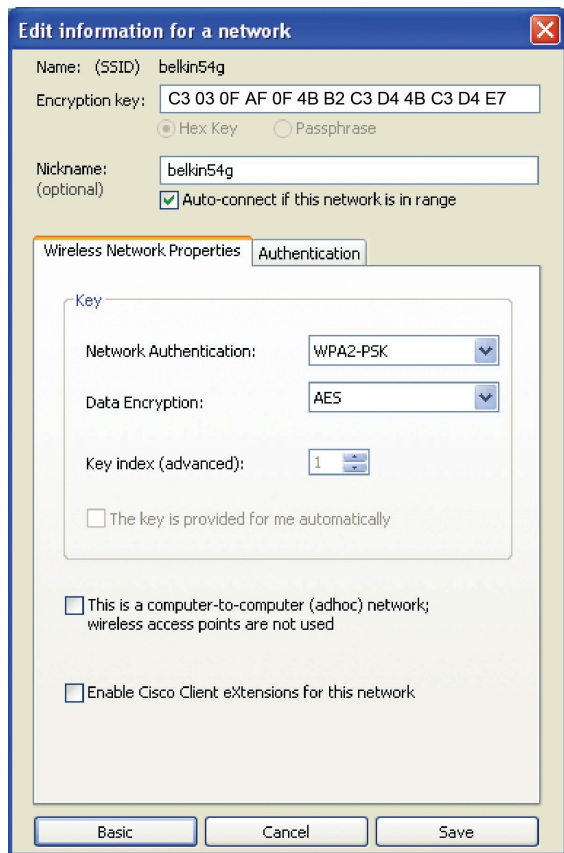 Edit information for a network
Name: (SSID) belkin54g
Encryption key: C3 03 0F AF 0F 4B B2 C3 D4 4B C3 D4 E7
Hex Key Passphrase
Nickname: belkin54g
(optional)
Auto-connect if this network is in range
Wireless Network Properties Authentication
Key
Network Authentication: WPA2-PSK
Data Encryption: AES
Key index (advanced): 1
The key is provided for me automatically
This is a computer-to-computer (adhoc) network;
wireless access points are not used
Enable Cisco Client eXtensions for this network
Basic Cancel Save